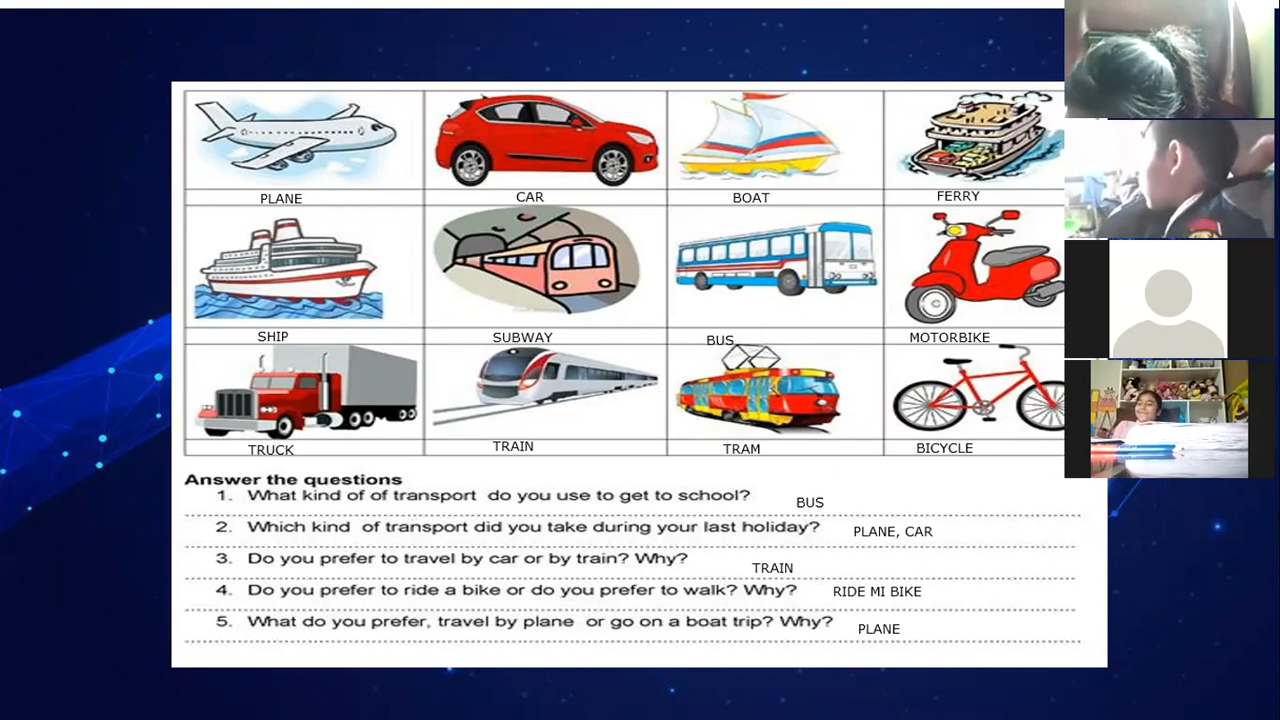 PLANE CAR BOAT FERRY
SHIP SUBWAY BUS MOTORBIKE
TRUCK TRAIN TRAM BICYCLE
Answer the questions
1. What kind of of transport do you use to get to school? BUS
2. Which kind of transport did you take during your last holiday? PLANE, CAR
3. Do you prefer to travel by car or by train? Why? TRAIN
4. Do you prefer to ride a bike or do you prefer to walk? Why? RIDE MI BIKE
5. What do you prefer, travel by plane or go on a boat trip? Why? PLANE